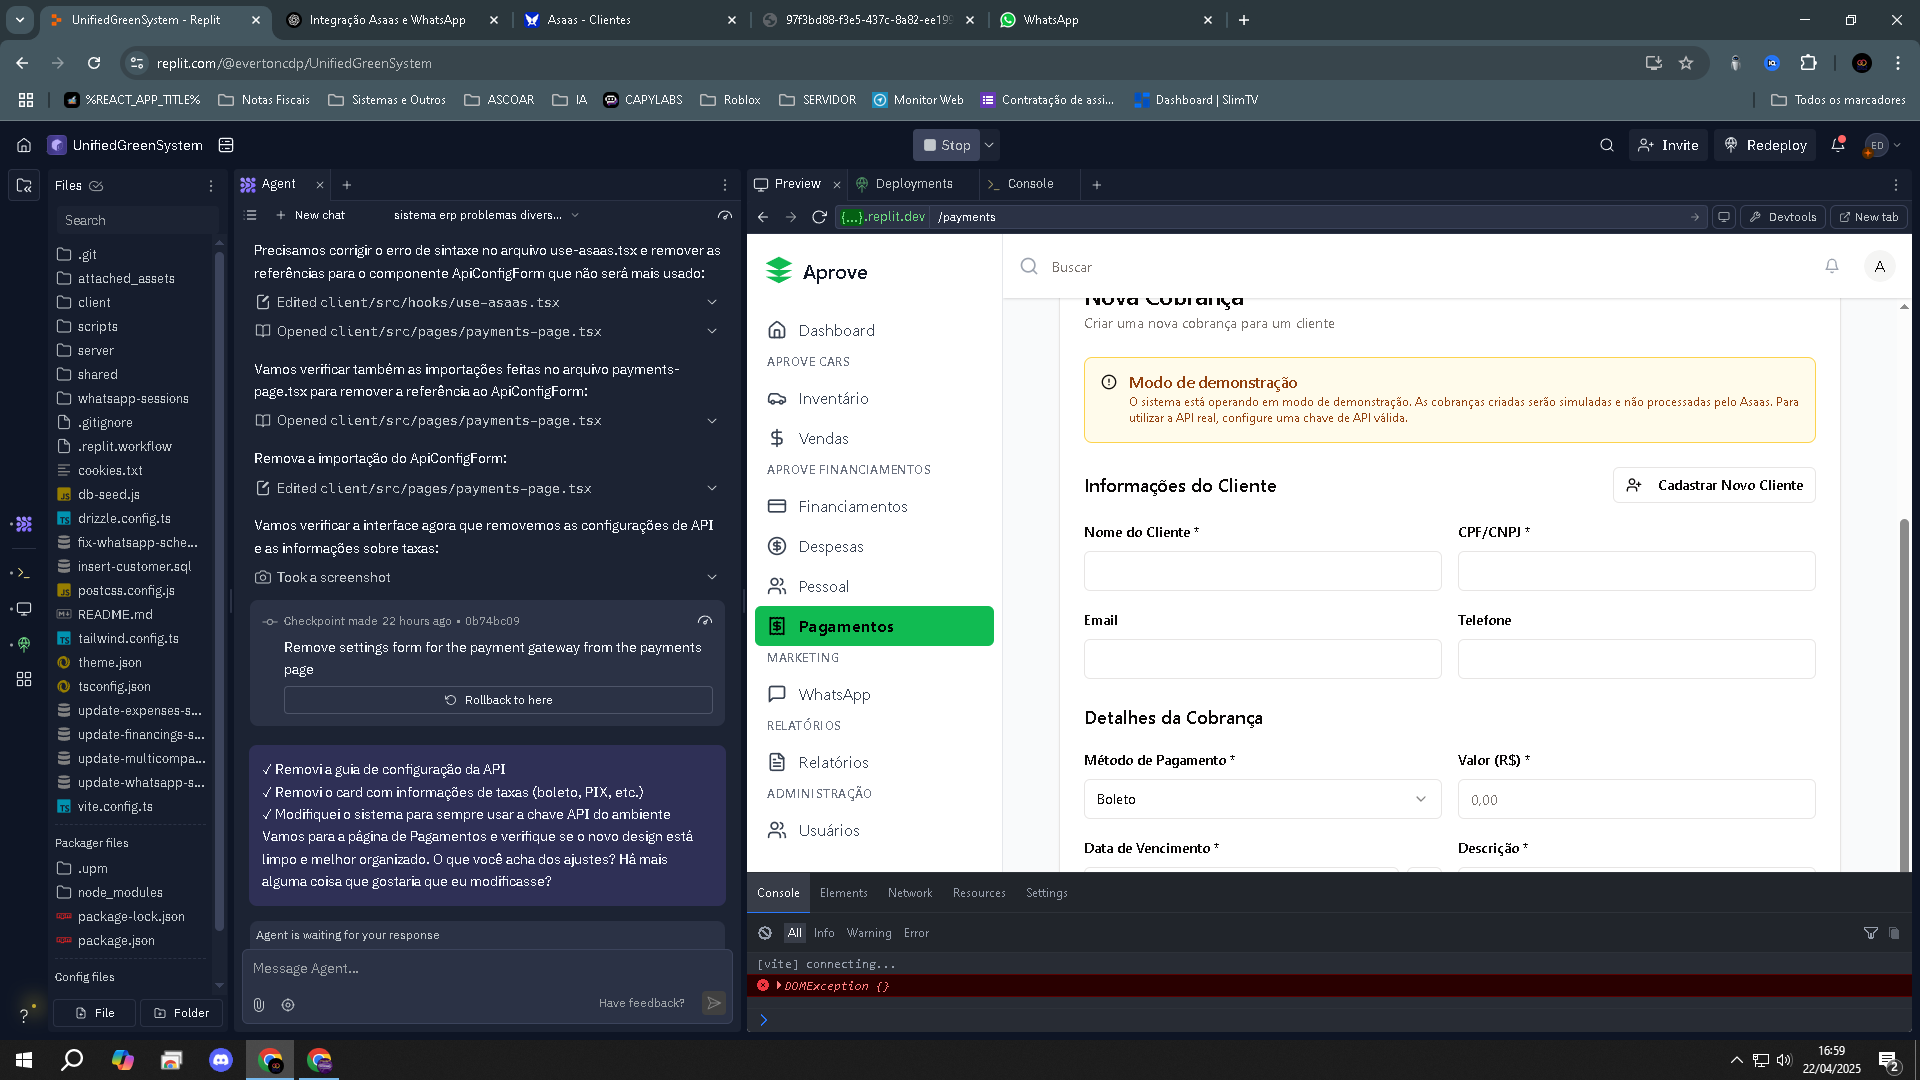 UnifiedGreenSystem - Replit
Integração Asaas e WhatsApp
Asaas - Clientes
97f3bd88-f3e5-437c-8a82-ee199
WhatsApp
replit.com/@evertoncdp/UnifiedGreenSystem
%REACT_APP_TITLE%
Notas Fiscais
Sistemas e Outros
ASCOAR
IA
CAPYLABS
Roblox
SERVIDOR
Monitor Web
Contratação de assi...
Dashboard | SlimTV
Todos os marcadores
UnifiedGreenSystem
Stop
Invite
Redeploy
ED
Files
Search
.git
attached_assets
client
scripts
server
shared
whatsapp-sessions
.gitignore
.replit.workflow
cookies.txt
db-seed.js
drizzle.config.ts
fix-whatsapp-sche...
insert-customer.sql
postcss.config.js
README.md
tailwind.config.ts
theme.json
tsconfig.json
update-expenses-s...
update-financings-s...
update-multicompa...
update-whatsapp-s...
vite.config.ts
Packager files
.upm
node_modules
package-lock.json
package.json
Config files
File
Folder
Agent
New chat
sistema erp problemas divers...
Precisamos corrigir o erro de sintaxe no arquivo use-asaas.tsx e remover as
referências para o componente ApiConfigForm que não será mais usado:
Edited client/src/hooks/use-asaas.tsx
Opened client/src/pages/payments-page.tsx
Vamos verificar também as importações feitas no arquivo payments-
page.tsx para remover a referência ao ApiConfigForm:
Opened client/src/pages/payments-page.tsx
Remova a importação do ApiConfigForm:
Edited client/src/pages/payments-page.tsx
Vamos verificar a interface agora que removemos as configurações de API
e as informações sobre taxas:
Took a screenshot
Checkpoint made 22 hours ago • 0b74bc09
Remove settings form for the payment gateway from the payments
page
Rollback to here
✓ Removi a guia de configuração da API
✓ Removi o card com informações de taxas (boleto, PIX, etc.)
✓ Modifiquei o sistema para sempre usar a chave API do ambiente
Vamos para a página de Pagamentos e verifique se o novo design está
limpo e melhor organizado. O que você acha dos ajustes? Há mais
alguma coisa que gostaria que eu modificasse?
Agent is waiting for your response
Message Agent...
Have feedback?
Preview
Deployments
Console
{...}.replit.dev
/payments
Devtools
New tab
Aprove
Dashboard
APROVE CARS
Inventário
Vendas
APROVE FINANCIAMENTOS
Financiamentos
Despesas
Pessoal
Pagamentos
MARKETING
WhatsApp
RELATÓRIOS
Relatórios
ADMINISTRAÇÃO
Usuários
Buscar
A
Nova Cobrança
Criar uma nova cobrança para um cliente
Modo de demonstração
O sistema está operando em modo de demonstração. As cobranças criadas serão simuladas e não processadas pelo Asaas. Para
utilizar a API real, configure uma chave de API válida.
Informações do Cliente
Cadastrar Novo Cliente
Nome do Cliente *
CPF/CNPJ *
Email
Telefone
Detalhes da Cobrança
Método de Pagamento *
Valor (R$) *
Boleto
0,00
Data de Vencimento *
Descrição *
Console
Elements
Network
Resources
Settings
All
Info
Warning
Error
[vite] connecting...
DOMException {}
16:59
22/04/2025
2